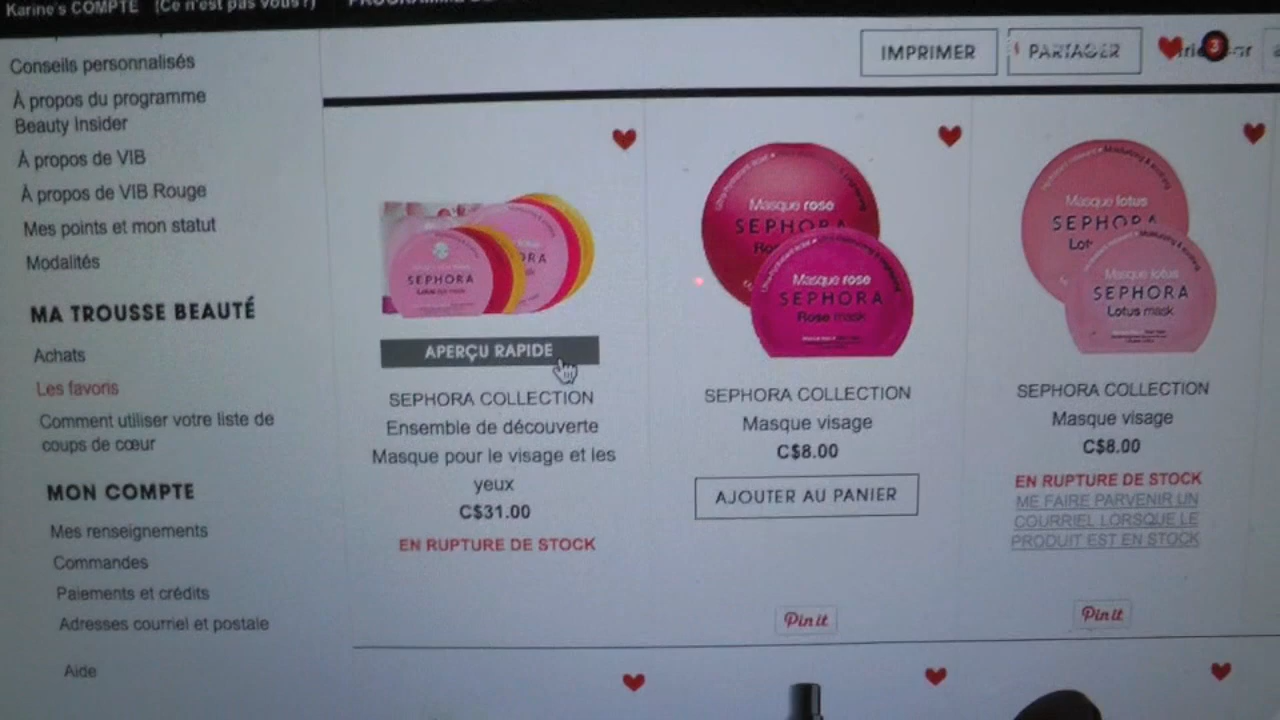 Karine's COMPTE (Ce n'est pas vous?)
IMPRIMER
PARTAGER
3
Conseils personnalisés
À propos du programme
Beauty Insider
À propos de VIB
À propos de VIB Rouge
Mes points et mon statut
Modalités
MA TROUSSE BEAUTÉ
Achats
Les favoris
Comment utiliser votre liste de
coups de cœur
MON COMPTE
Mes renseignements
Commandes
Paiements et crédits
Adresses courriel et postale
Aide
SEPHORA
APERÇU RAPIDE
SEPHORA COLLECTION
Ensemble de découverte
Masque pour le visage et les
yeux
C$31.00
EN RUPTURE DE STOCK
Masque rose
SEPHORA
Masque rose
SEPHORA
Rose mask
SEPHORA COLLECTION
Masque visage
C$8.00
AJOUTER AU PANIER
Pin it
Masque lotus
SEPHORA
Masque lotus
SEPHORA
Lotus mask
SEPHORA COLLECTION
Masque visage
C$8.00
EN RUPTURE DE STOCK
ME FAIRE PARVENIR UN
COURRIEL LORSQUE LE
PRODUIT EST EN STOCK
Pin it